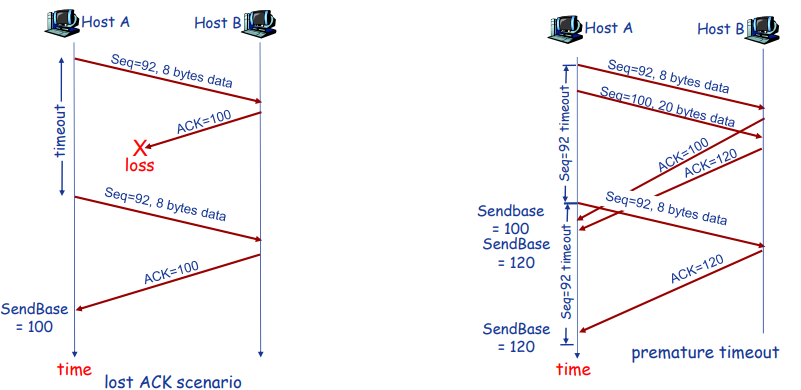 Host A
Host B
Seq=92, 8 bytes data
timeout
ACK=100
X
loss
Seq=92, 8 bytes data
ACK=100
SendBase
= 100
time
lost ACK scenario
Host A
Host B
Seq=92, 8 bytes data
Seq=100, 20 bytes data
Seq=92 timeout
ACK=100
ACK=120
Seq=92, 8 bytes data
Sendbase
= 100
SendBase
= 120
Seq=92 timeout
ACK=120
SendBase
= 120
time
premature timeout